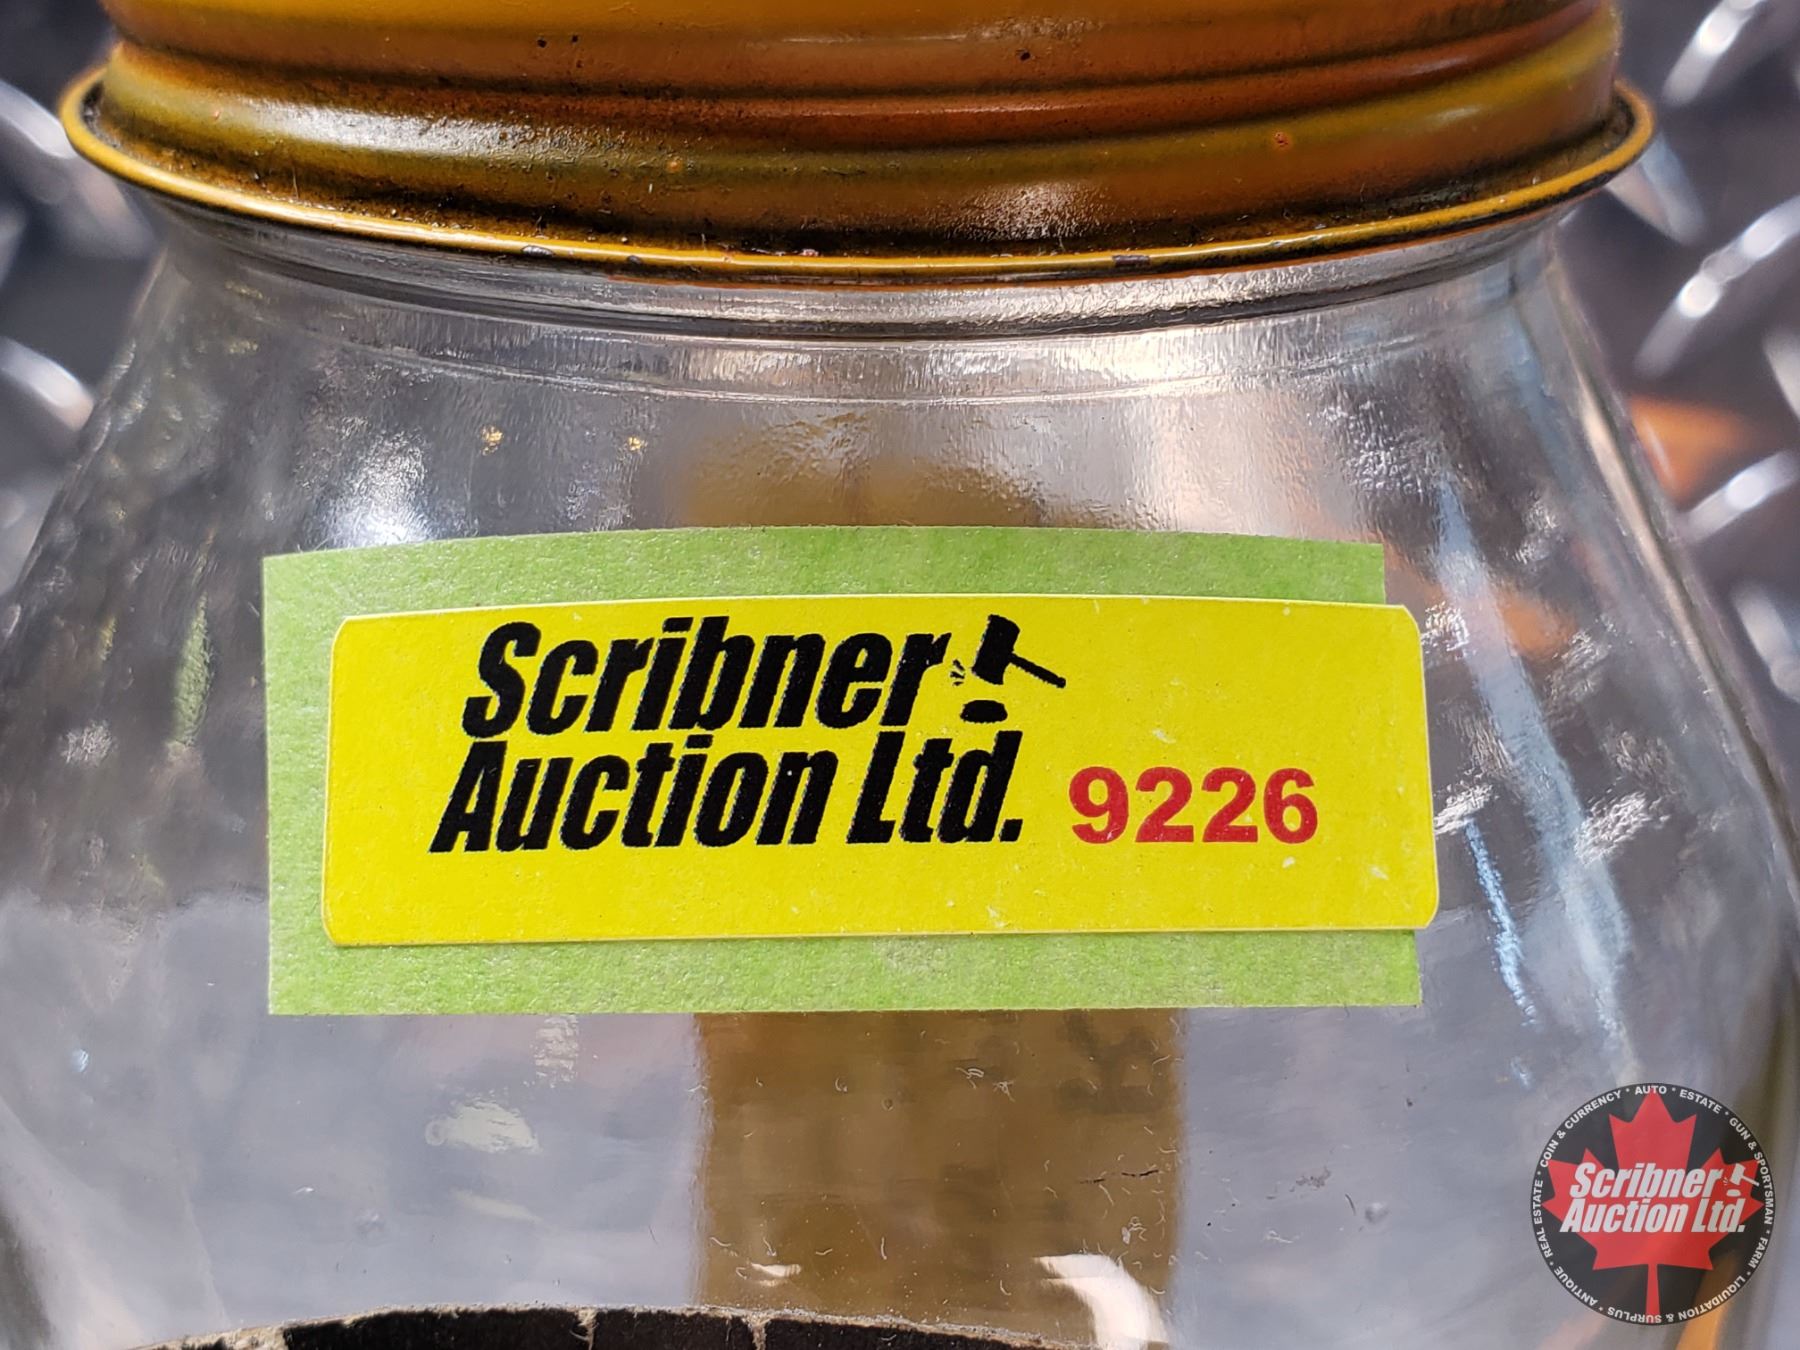 Scribner
Auction Ltd. 9226
COIN & CURRENCY * AUTO * ESTATE * GUN & SPORTSMAN * FARM * LIQUIDATION & SURPLUS * ANTIQUE * REAL ESTATE *
Scribner
Auction Ltd.